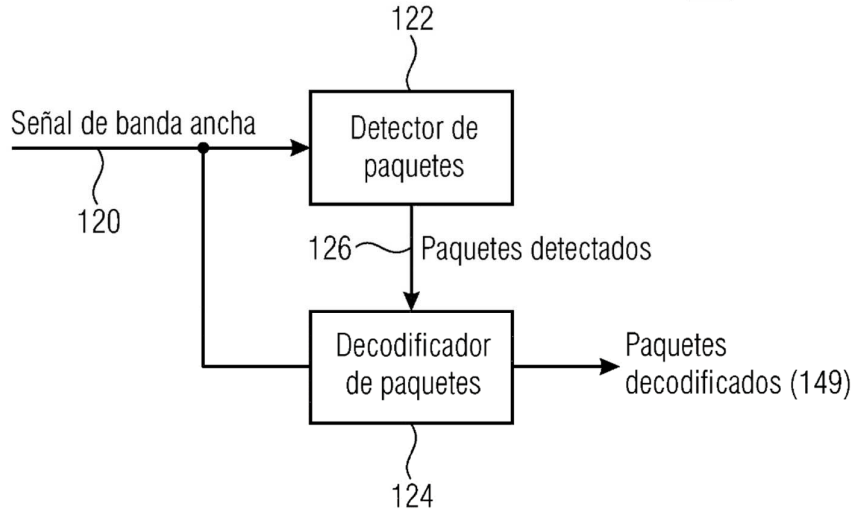 122
Señal de banda ancha
Detector de
paquetes
120
126
Paquetes detectados
Decodificador
de paquetes
Paquetes
decodificados (149)
124